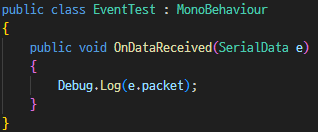 public class EventTest : MonoBehaviour
{
    public void OnDataReceived(SerialData e)
    {
        Debug.Log(e.packet);
    }
}